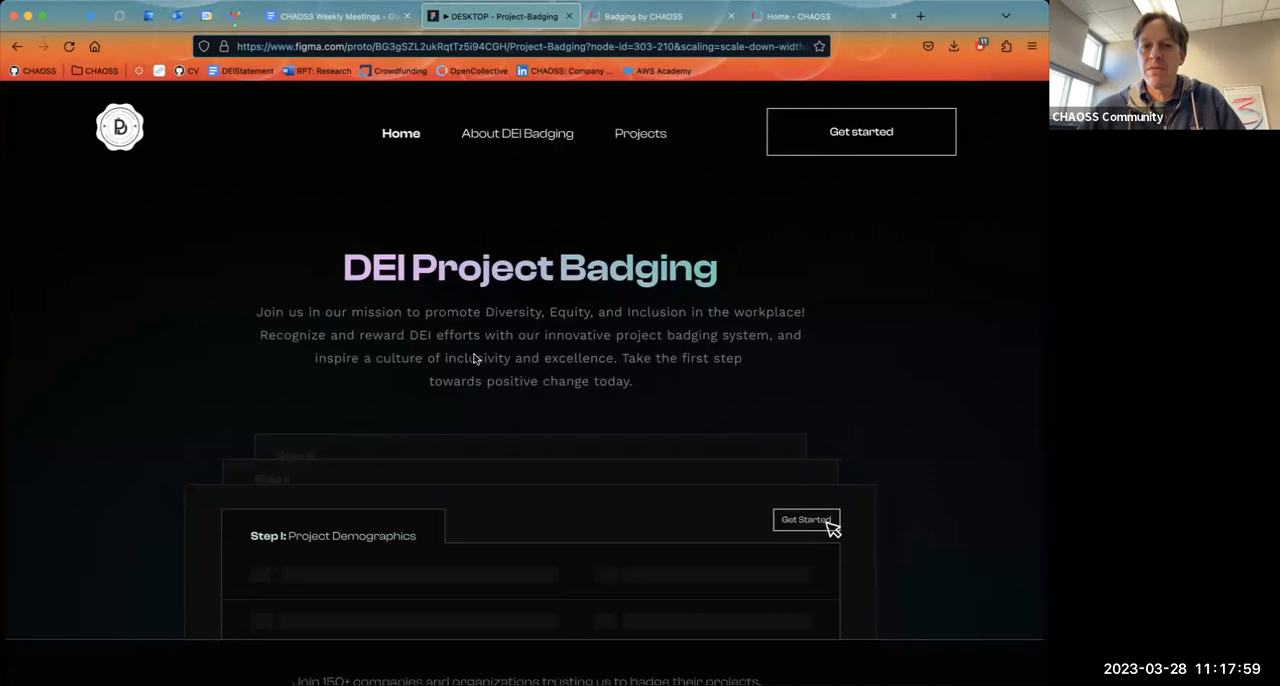 CHAOSS Weekly Meetings - Go
DESKTOP - Project-Badging
Badging by CHAOSS
Home - CHAOSS
https://www.figma.com/proto/BG3gSZL2ukRqtTz5i94CGH/Project-Badging?node-id=303-210&scaling=scale-down-width
11
CHAOSS
CHAOSS
CV
DEIStatement
RPT: Research
Crowdfunding
OpenCollective
CHAOSS: Company ...
AWS Academy
CHAOSS Community
Home
About DEI Badging
Projects
Get started
DEI Project Badging
Join us in our mission to promote Diversity, Equity, and Inclusion in the workplace!
Recognize and reward DEI efforts with our innovative project badging system, and
inspire a culture of inclusivity and excellence. Take the first step
towards positive change today.
Get Started
Step I: Project Demographics
Join 150+ companies and organizations trusting us to badge their projects.
2023-03-28 11:17:59